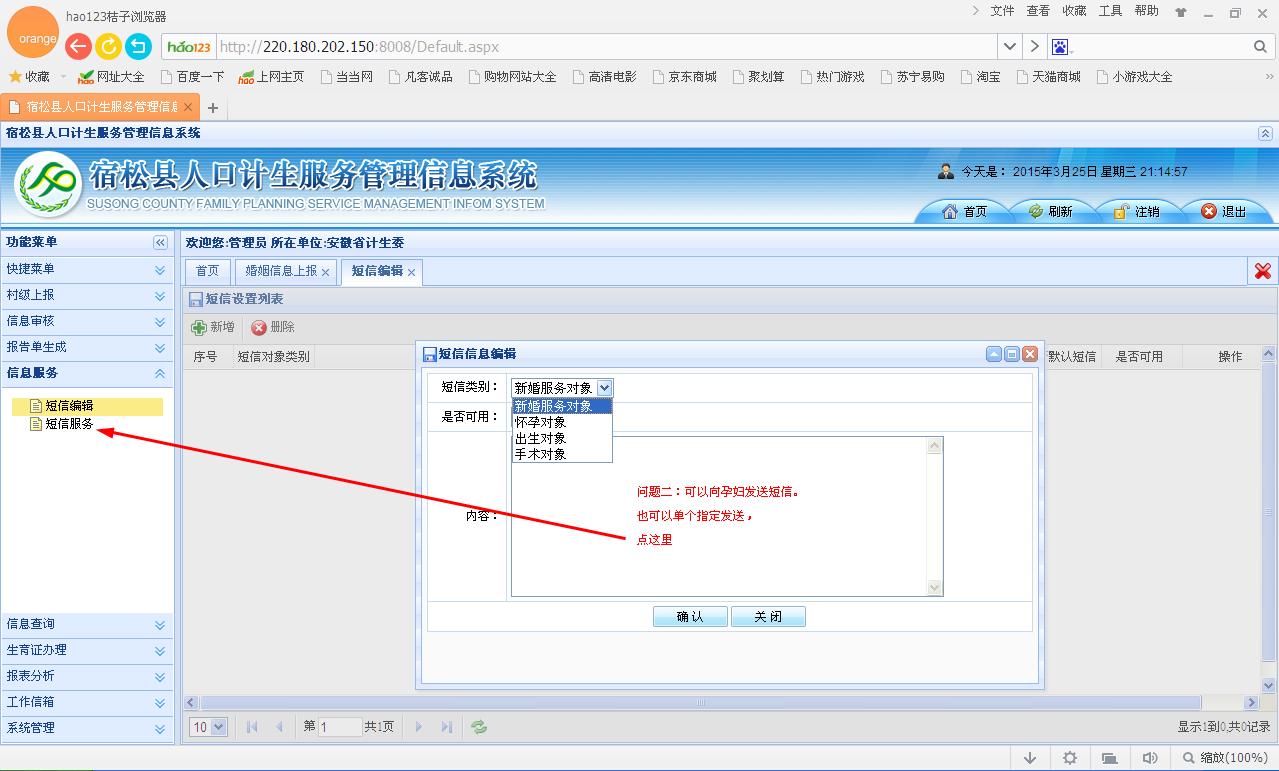 hao123桔子浏览器
文件 查看 收藏 工具 帮助
orange
hao123 http://220.180.202.150:8008/Default.aspx
收藏 网址大全 百度一下 上网主页 当当网 凡客诚品 购物网站大全 高清电影 京东商城 聚划算 热门游戏 苏宁易购 淘宝 天猫商城 小游戏大全
宿松县人口计生服务管理信息
宿松县人口计生服务管理信息系统
宿松县人口计生服务管理信息系统
SUSONG COUNTY FAMILY PLANNING SERVICE MANAGEMENT INFOM SYSTEM
今天是： 2015年3月25日 星期三 21:14:57
首页 刷新 注销 退出
功能菜单
欢迎您:管理员 所在单位:安徽省计生委
快捷菜单
村级上报
信息审核
报告单生成
信息服务
短信编辑
短信服务
信息查询
生育证办理
报表分析
工作信箱
系统管理
首页 婚姻信息上报 短信编辑
短信设置列表
新增 删除
序号 短信对象类别 默认短信 是否可用 操作
短信信息编辑
短信类别： 新婚服务对象
新婚服务对象
怀孕对象
出生对象
手术对象
是否可用：
内容：
问题二：可以向孕妇发送短信。
也可以单个指定发送，
点这里
确 认 关 闭
10 第 1 共1页 显示1到0,共0记录
缩放(100%)